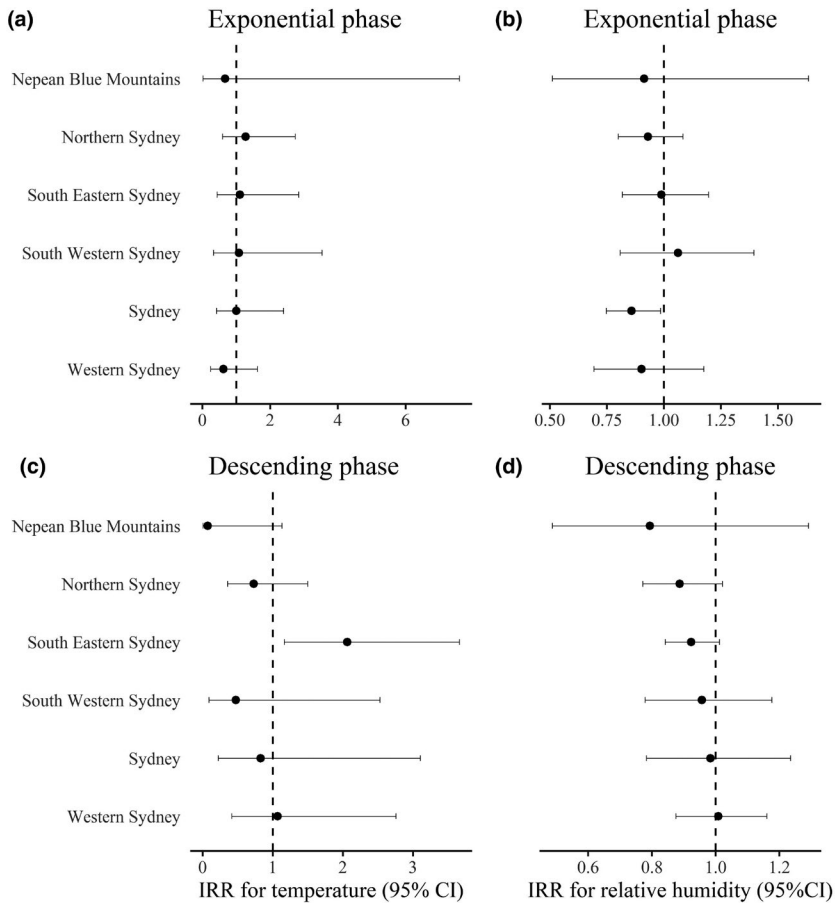 (a) Exponential phase
(b) Exponential phase
Nepean Blue Mountains
Northern Sydney
South Eastern Sydney
South Western Sydney
Sydney
Western Sydney
0 2 4 6
0.50 0.75 1.00 1.25 1.50
(c) Descending phase
(d) Descending phase
Nepean Blue Mountains
Northern Sydney
South Eastern Sydney
South Western Sydney
Sydney
Western Sydney
0 1 2 3
0.6 0.8 1.0 1.2
IRR for temperature (95% CI)
IRR for relative humidity (95%CI)